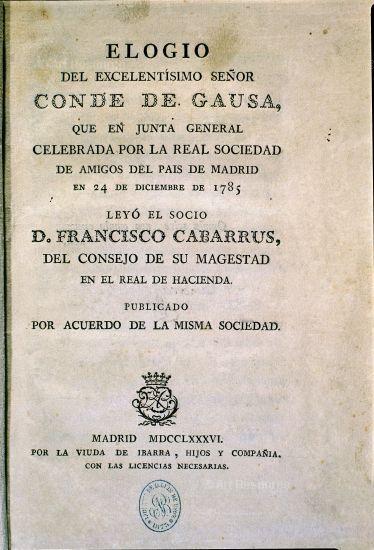 ELOGIO
DEL EXCELENTÍSIMO SEÑOR
CONDE DE GAUSA,
QUE EN JUNTA GENERAL
CELEBRADA POR LA REAL SOCIEDAD
DE AMIGOS DEL PAIS DE MADRID
EN 24 DE DICIEMBRE DE 1785
LEYÓ EL SOCIO
D. FRANCISCO CABARRUS,
DEL CONSEJO DE SU MAGESTAD
EN EL REAL DE HACIENDA.
PUBLICADO
POR ACUERDO DE LA MISMA SOCIEDAD.
MADRID MDCCLXXXVI.
POR LA VIUDA DE IBARRA, HIJOS Y COMPAÑIA.
CON LAS LICENCIAS NECESARIAS.